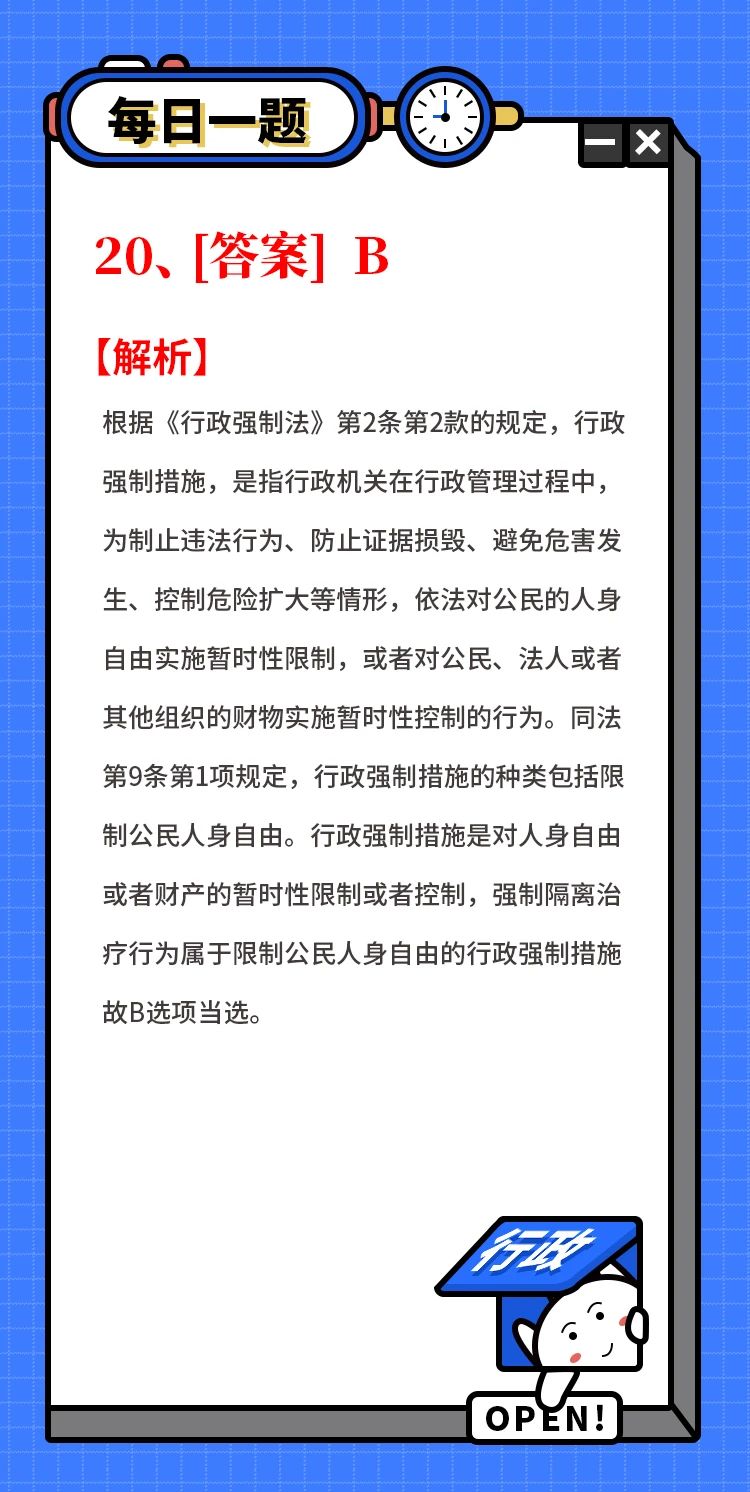 每日一题
20、[答案] B
【解析】
根据《行政强制法》第2条第2款的规定，行政
强制措施，是指行政机关在行政管理过程中，
为制止违法行为、防止证据损毁、避免危害发
生、控制危险扩大等情形，依法对公民的人身
自由实施暂时性限制，或者对公民、法人或者
其他组织的财物实施暂时性控制的行为。同法
第9条第1项规定，行政强制措施的种类包括限
制公民人身自由。行政强制措施是对人身自由
或者财产的暂时性限制或者控制，强制隔离治
疗行为属于限制公民人身自由的行政强制措施
故B选项当选。
行政
OPEN!